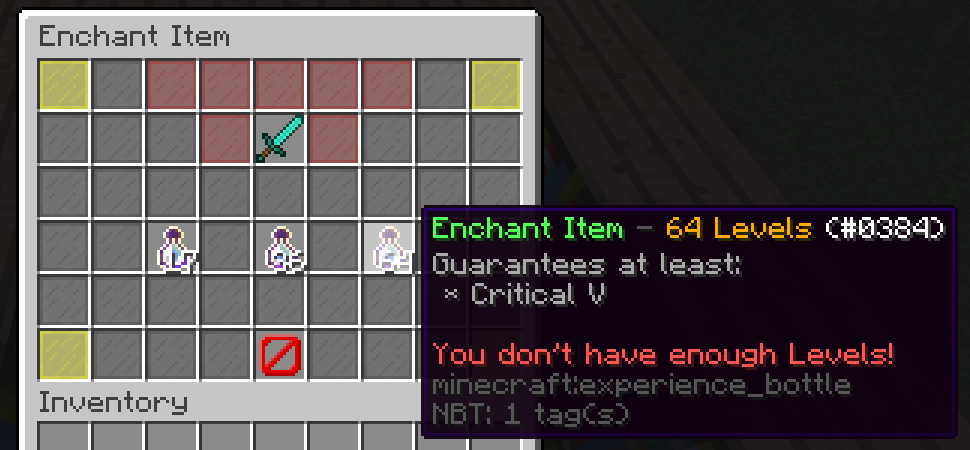 Enchant Item
Enchant Item - 64 Levels (#0384)
Guarantees at least:
× Critical V
You don't have enough Levels!
minecraft:experience_bottle
NBT: 1 tag(s)
Inventory